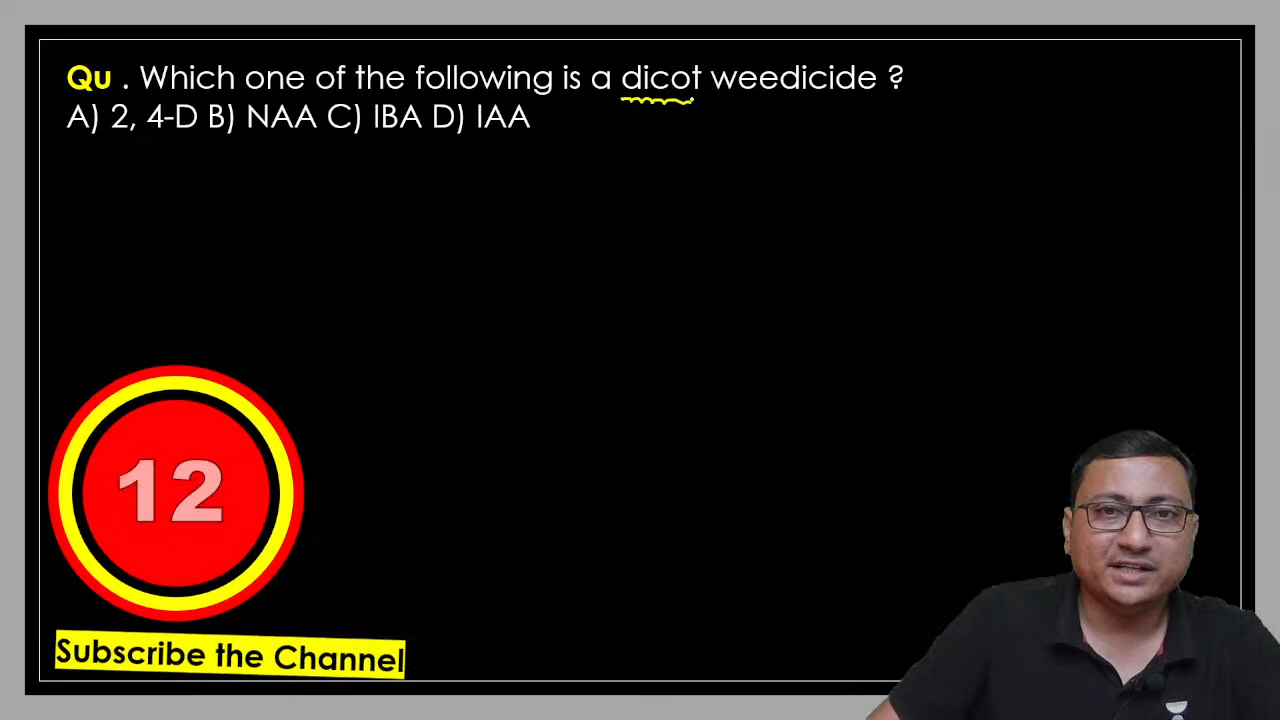 Qu . Which one of the following is a dicot weedicide ?
A) 2, 4-D B) NAA C) IBA D) IAA
12
Subscribe the Channel